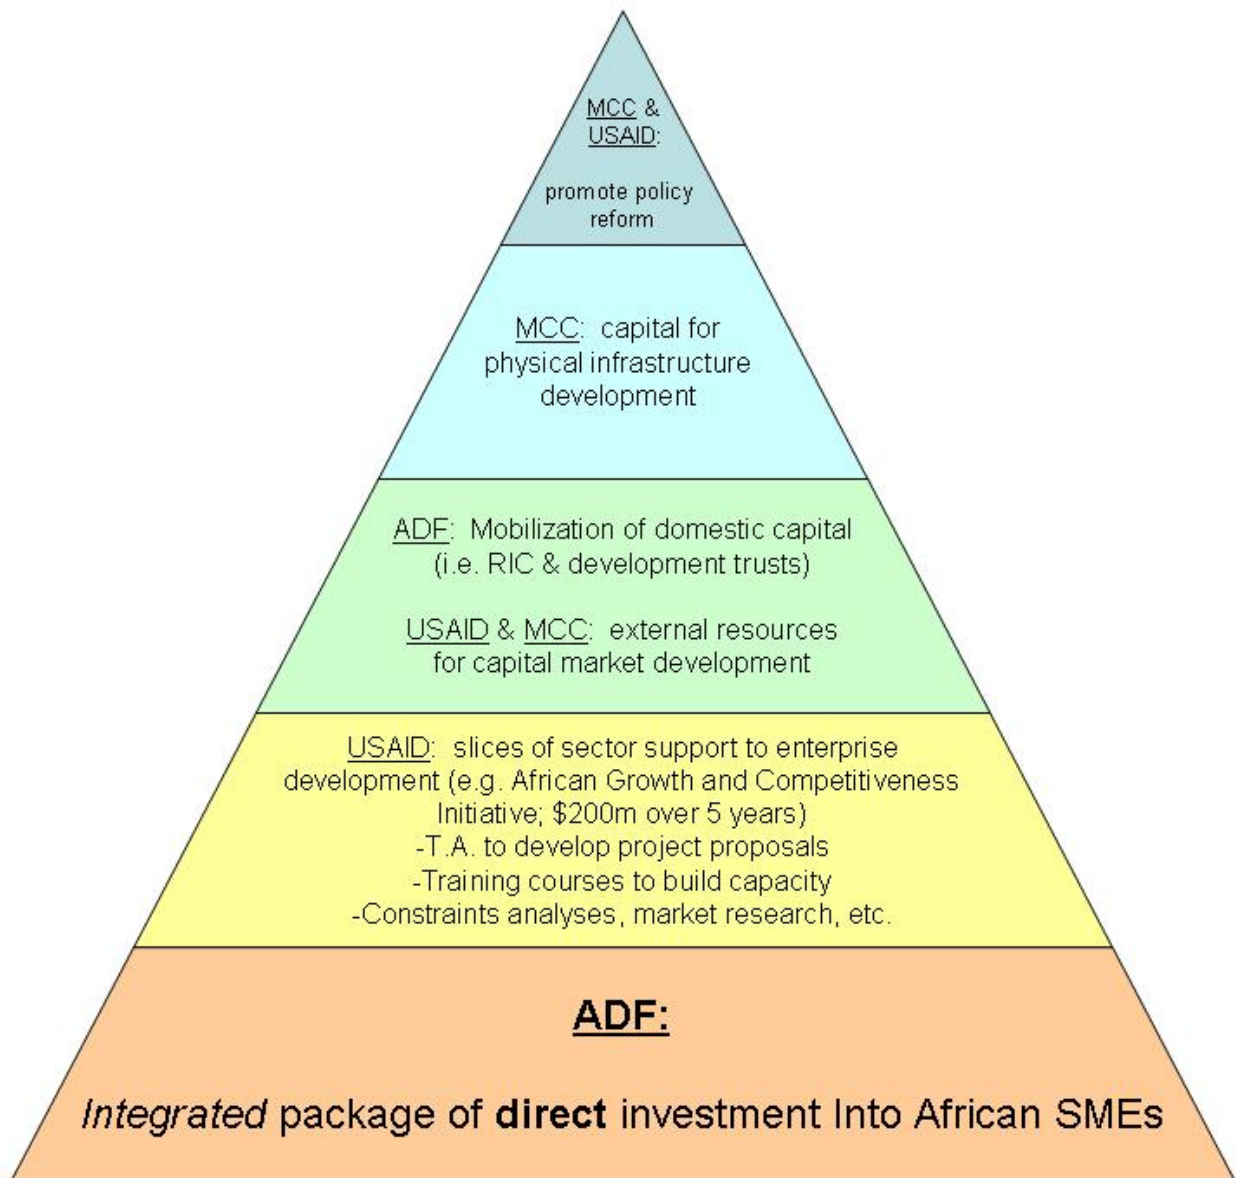 MCC &
USAID:
promote policy
reform
MCC:  capital for
physical infrastructure
development
ADF:  Mobilization of domestic capital
(i.e. RIC & development trusts)
USAID & MCC:  external resources
for capital market development
USAID:  slices of sector support to enterprise
development (e.g. African Growth and Competitiveness
Initiative; $200m over 5 years)
-T.A. to develop project proposals
-Training courses to build capacity
-Constraints analyses, market research, etc.
ADF:
Integrated package of direct investment Into African SMEs